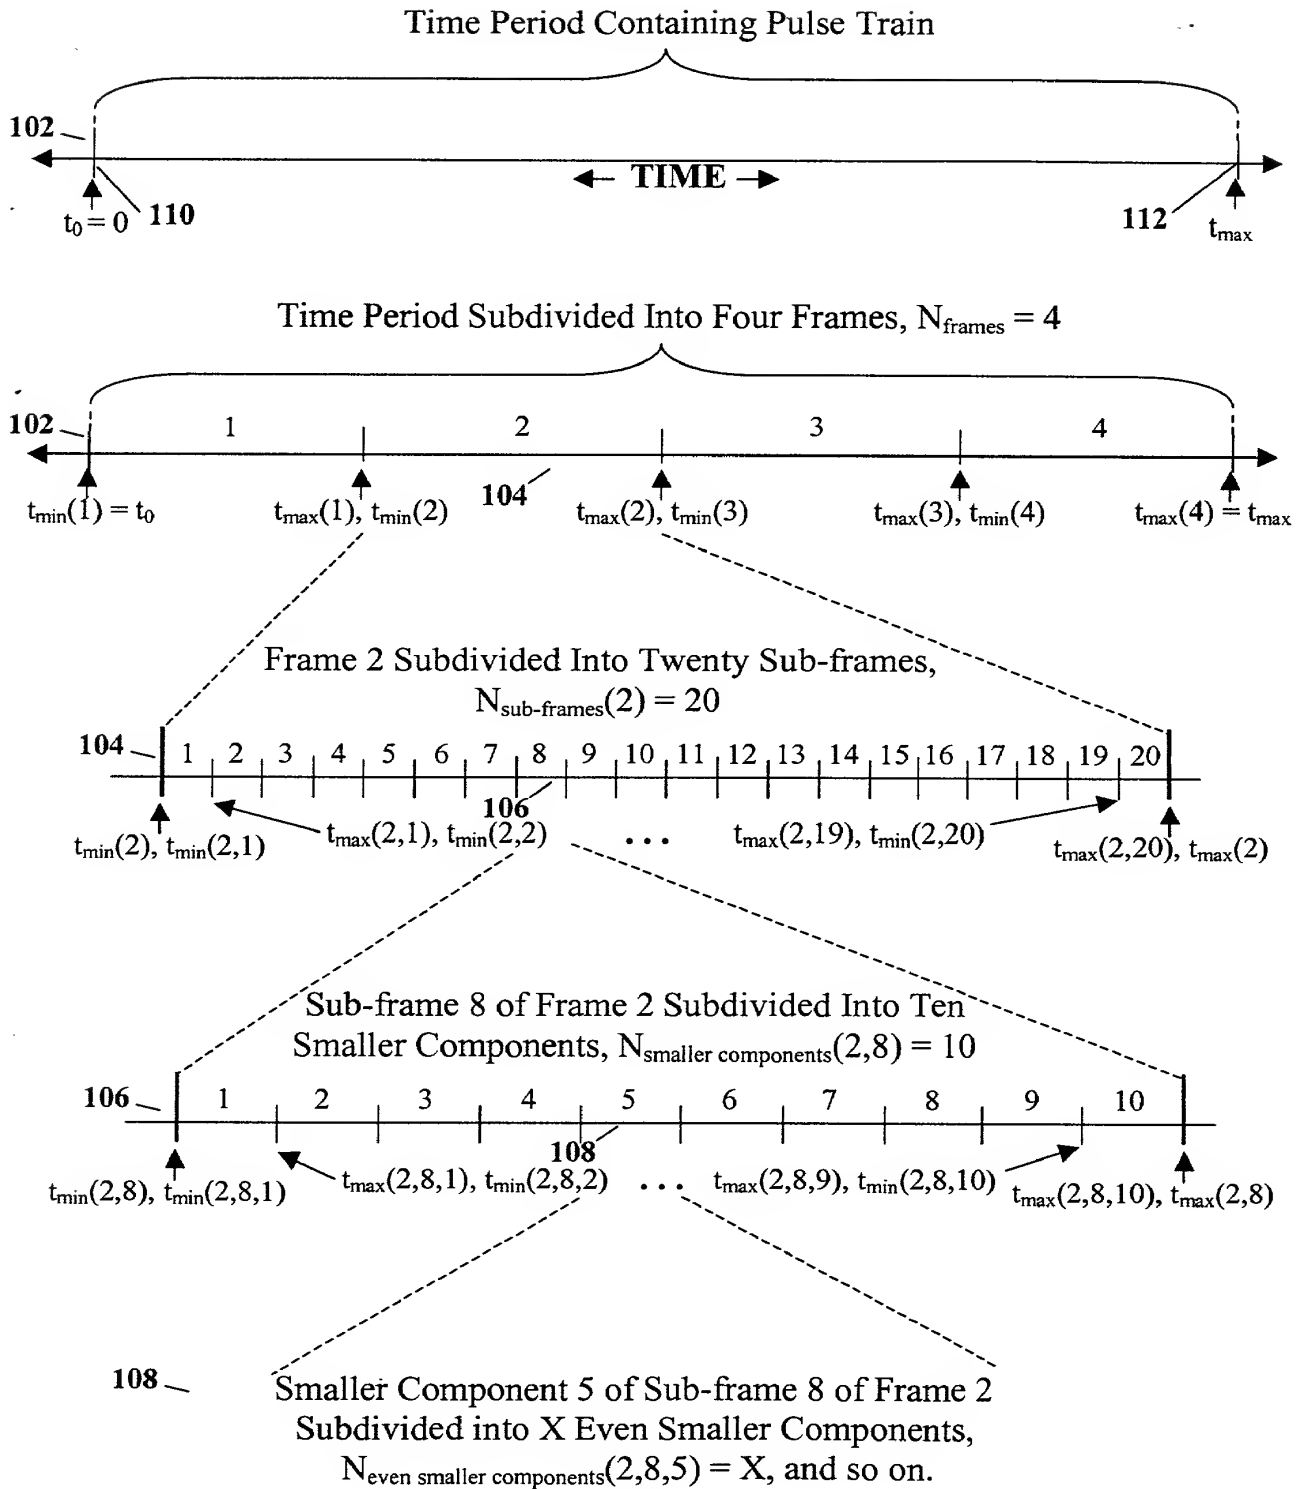 Time Period Containing Pulse Train
102
TIME
t0 = 0
110
112
tmax
Time Period Subdivided Into Four Frames, Nframes = 4
102
1 2 3 4
104
tmin(1) = t0 tmax(1), tmin(2) tmax(2), tmin(3) tmax(3), tmin(4) tmax(4) = tmax
Frame 2 Subdivided Into Twenty Sub-frames,
Nsub-frames(2) = 20
104
1 2 3 4 5 6 7 8 9 10 11 12 13 14 15 16 17 18 19 20
106
tmin(2), tmin(2,1) tmax(2,1), tmin(2,2) ... tmax(2,19), tmin(2,20) tmax(2,20), tmax(2)
Sub-frame 8 of Frame 2 Subdivided Into Ten
Smaller Components, Nsmaller components(2,8) = 10
106
1 2 3 4 5 6 7 8 9 10
108
tmin(2,8), tmin(2,8,1) tmax(2,8,1), tmin(2,8,2) ... tmax(2,8,9), tmin(2,8,10) tmax(2,8,10), tmax(2,8)
108
Smaller Component 5 of Sub-frame 8 of Frame 2
Subdivided into X Even Smaller Components,
Neven smaller components(2,8,5) = X, and so on.